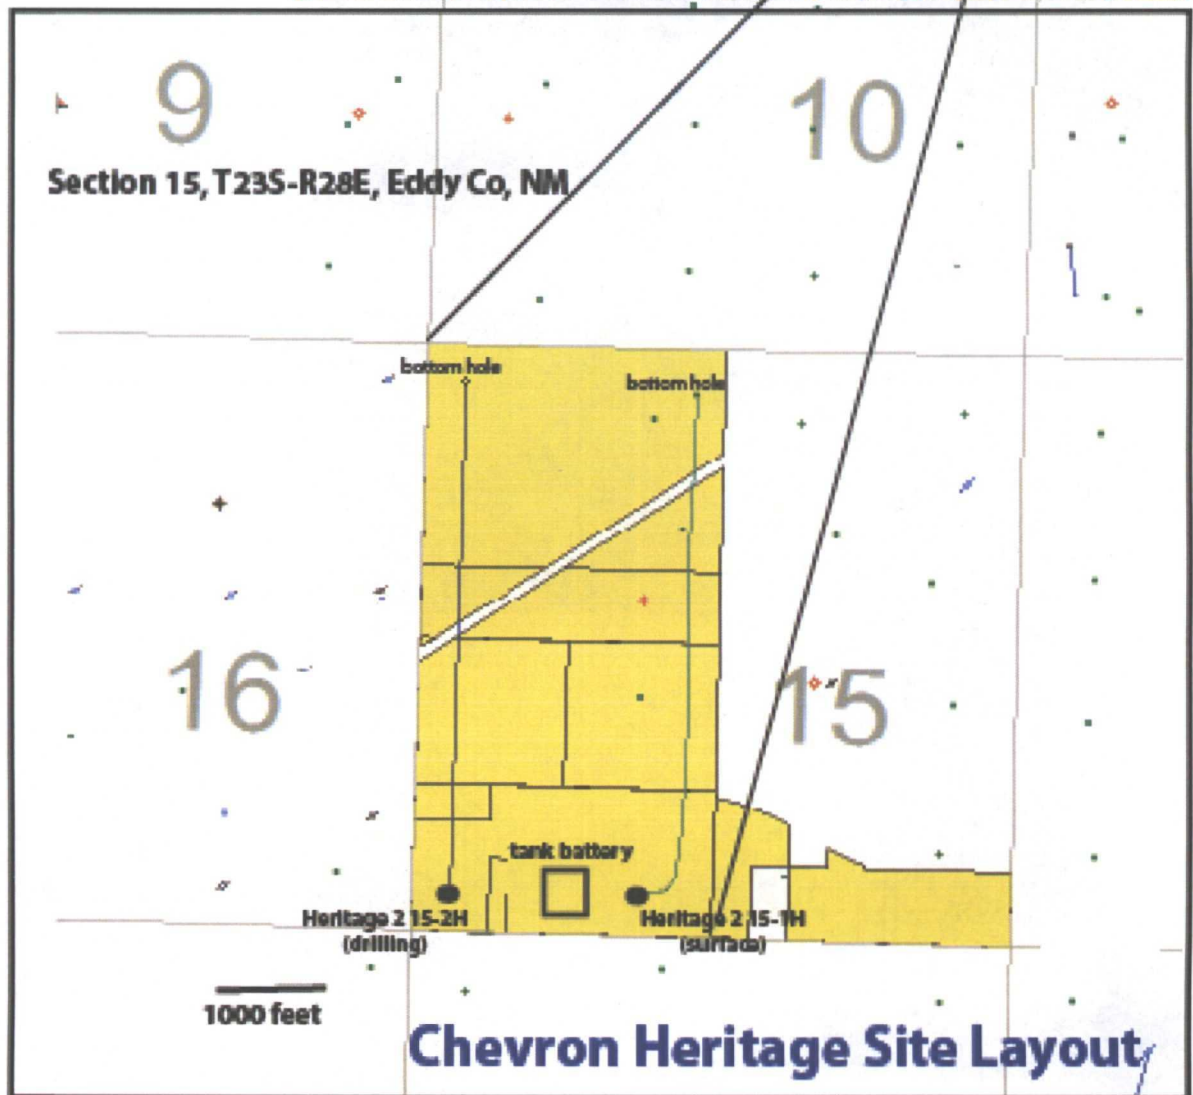 9
10
Section 15, T23S-R28E, Eddy Co, NM
bottom hole
bottom hole
16
15
tank battery
Heritage 2 15-2H
(drilling)
Heritage 2 15-1H
(surface)
1000 feet
Chevron Heritage Site Layout